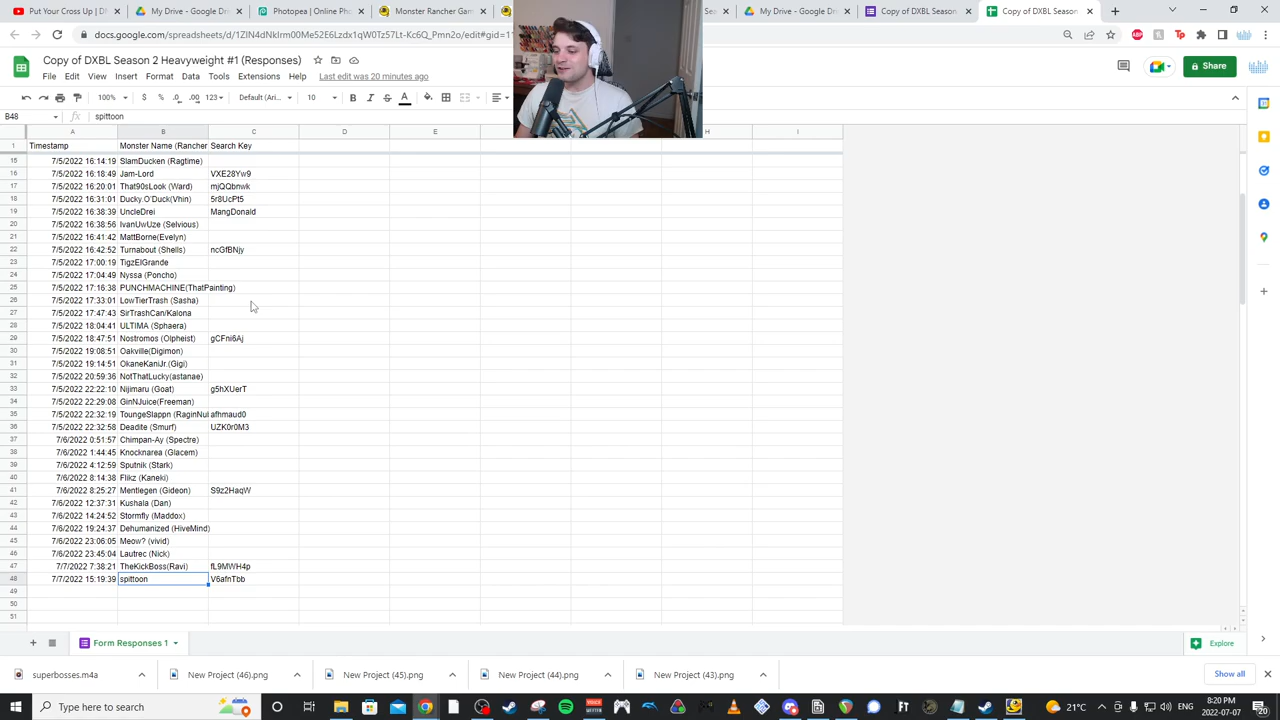 Put Your Cross Up | D
My Drive - Google Dr
Photopea | Online Ph
Monster Rancher Gam
My Drive - Google Dr
Copy of DXBL Season
Copy of DXBL Season
Copy of DXBL Season 2 Heavyweight #1 (Responses)
File Edit View Insert Format Data Tools Extensions Help Last edit was 20 minutes ago
Share
100% $ % .0 .00 123 Default (Ari... 10 B I S A
B48 fx spittoon
A B C D E H I
1 Timestamp Monster Name (Rancher Search Key
15 7/5/2022 16:14:19 SlamDucken (Ragtime)
16 7/5/2022 16:18:49 Jam-Lord VXE28Yw9
17 7/5/2022 16:20:01 That90sLook (Ward) mjQQbnwk
18 7/5/2022 16:31:01 Ducky.O'Duck(Vhin) 5r8UcPt5
19 7/5/2022 16:38:39 UncleDrei MangDonald
20 7/5/2022 16:38:56 IvanUwUze (Selvious)
21 7/5/2022 16:41:42 MattBorne(Evelyn)
22 7/5/2022 16:42:52 Turnabout (Shells) ncGfBNjy
23 7/5/2022 17:00:19 TigzElGrande
24 7/5/2022 17:04:49 Nyssa (Poncho)
25 7/5/2022 17:16:38 PUNCHMACHINE(ThatPainting)
26 7/5/2022 17:33:01 LowTierTrash (Sasha)
27 7/5/2022 17:47:43 SirTrashCan/Kalona
28 7/5/2022 18:04:41 ULTIMA (Sphaera)
29 7/5/2022 18:47:51 Nostromos (Olpheist) gCFni6Aj
30 7/5/2022 19:08:51 Oakville(Digimon)
31 7/5/2022 19:14:51 OkaneKaniJr.(Gigi)
32 7/5/2022 20:59:36 NotThatLucky(astanae)
33 7/5/2022 22:22:10 Nijimaru (Goat) g5hXUerT
34 7/5/2022 22:29:08 GinNJuice(Freeman)
35 7/5/2022 22:32:19 ToungeSlappn (RaginNul afhmaud0
36 7/5/2022 22:32:58 Deadite (Smurf) UZK0r0M3
37 7/6/2022 0:51:57 Chimpan-Ay (Spectre)
38 7/6/2022 1:44:45 Knocknarea (Glacem)
39 7/6/2022 4:12:59 Sputnik (Stark)
40 7/6/2022 8:14:38 Flikz (Kaneki)
41 7/6/2022 8:25:27 Mentlegen (Gideon) S9z2HaqW
42 7/6/2022 12:37:31 Kushala (Dan)
43 7/6/2022 14:24:52 Stormfly (Maddox)
44 7/6/2022 19:24:37 Dehumanized (HiveMind)
45 7/6/2022 23:06:05 Meow? (vivid)
46 7/6/2022 23:45:04 Lautrec (Nick)
47 7/7/2022 7:38:21 TheKickBoss(Ravi) fL9MWH4p
48 7/7/2022 15:19:39 spittoon V6afnTbb
49
50
51
Form Responses 1
Explore
superbosses.m4a New Project (46).png New Project (45).png New Project (44).png New Project (43).png Show all
Type here to search
21°C
8:20 PM
2022-07-07